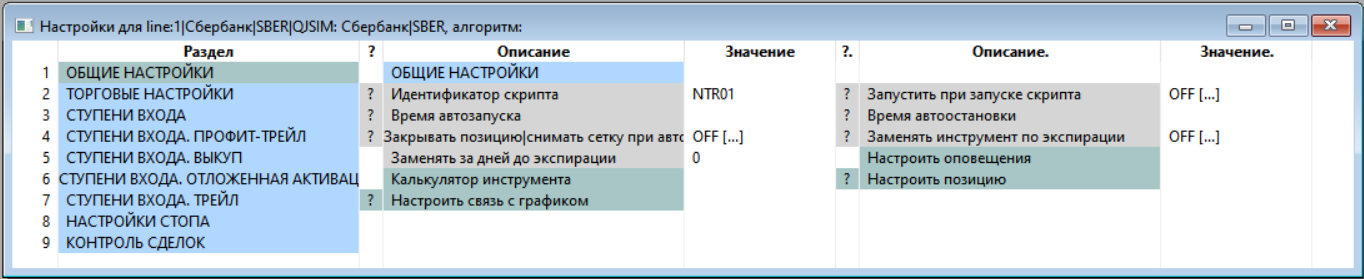 Настройки для line:1|Сбербанк|SBER|QJSIM: Сбербанк|SBER, алгоритм:
Раздел ? Описание Значение ?. Описание. Значение.
1 ОБЩИЕ НАСТРОЙКИ ОБЩИЕ НАСТРОЙКИ
2 ТОРГОВЫЕ НАСТРОЙКИ ? Идентификатор скрипта NTR01 ? Запустить при запуске скрипта OFF [...]
3 СТУПЕНИ ВХОДА ? Время автозапуска ? Время автоостановки
4 СТУПЕНИ ВХОДА. ПРОФИТ-ТРЕЙЛ ? Закрывать позицию|снимать сетку при авто OFF [...] ? Заменять инструмент по экспирации OFF [...]
5 СТУПЕНИ ВХОДА. ВЫКУП Заменять за дней до экспирации 0 Настроить оповещения
6 СТУПЕНИ ВХОДА. ОТЛОЖЕННАЯ АКТИВАЦ Калькулятор инструмента ? Настроить позицию
7 СТУПЕНИ ВХОДА. ТРЕЙЛ ? Настроить связь с графиком
8 НАСТРОЙКИ СТОПА
9 КОНТРОЛЬ СДЕЛОК